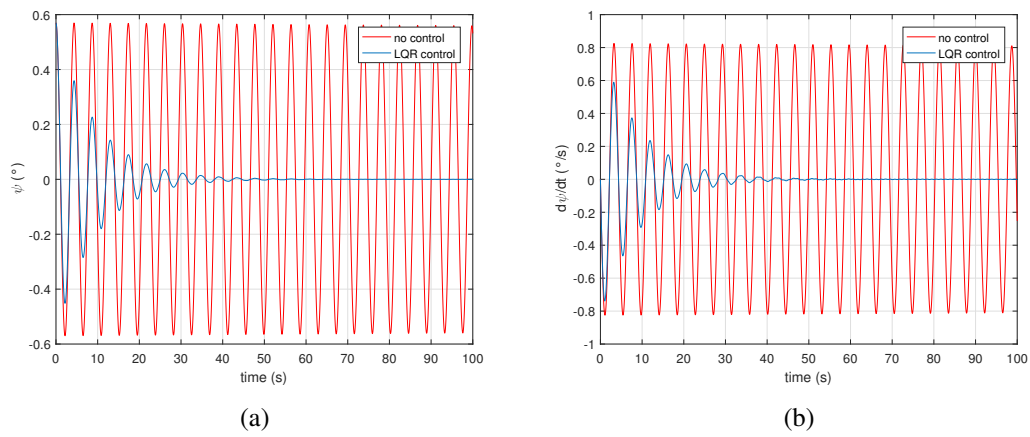 0.6
0.4
0.2
0
-0.2
-0.4
-0.6
ψ (°)
0 10 20 30 40 50 60 70 80 90 100
time (s)
no control
LQR control
(a)
1
0.8
0.6
0.4
0.2
0
-0.2
-0.4
-0.6
-0.8
-1
dψ/dt (°/s)
0 10 20 30 40 50 60 70 80 90 100
time (s)
no control
LQR control
(b)